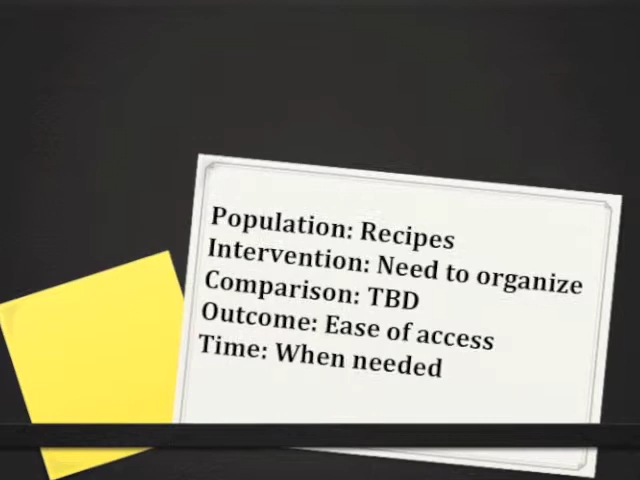 Population: Recipes
Intervention: Need to organize
Comparison: TBD
Outcome: Ease of access
Time: When needed